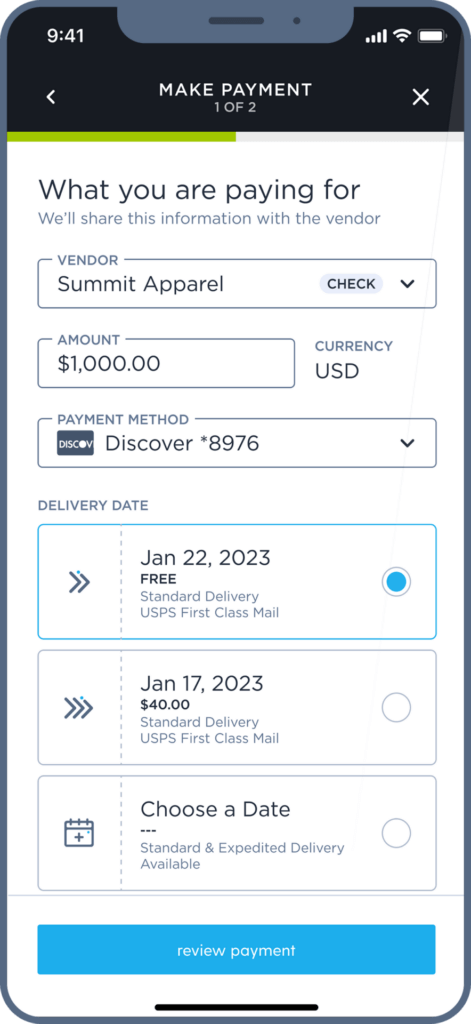 9:41
MAKE PAYMENT
1 OF 2
What you are paying for
We'll share this information with the vendor
VENDOR
Summit Apparel CHECK
AMOUNT
$1,000.00
CURRENCY
USD
PAYMENT METHOD
DISCOV Discover *8976
DELIVERY DATE
Jan 22, 2023
FREE
Standard Delivery
USPS First Class Mail
Jan 17, 2023
$40.00
Standard Delivery
USPS First Class Mail
Choose a Date
---
Standard & Expedited Delivery
Available
review payment